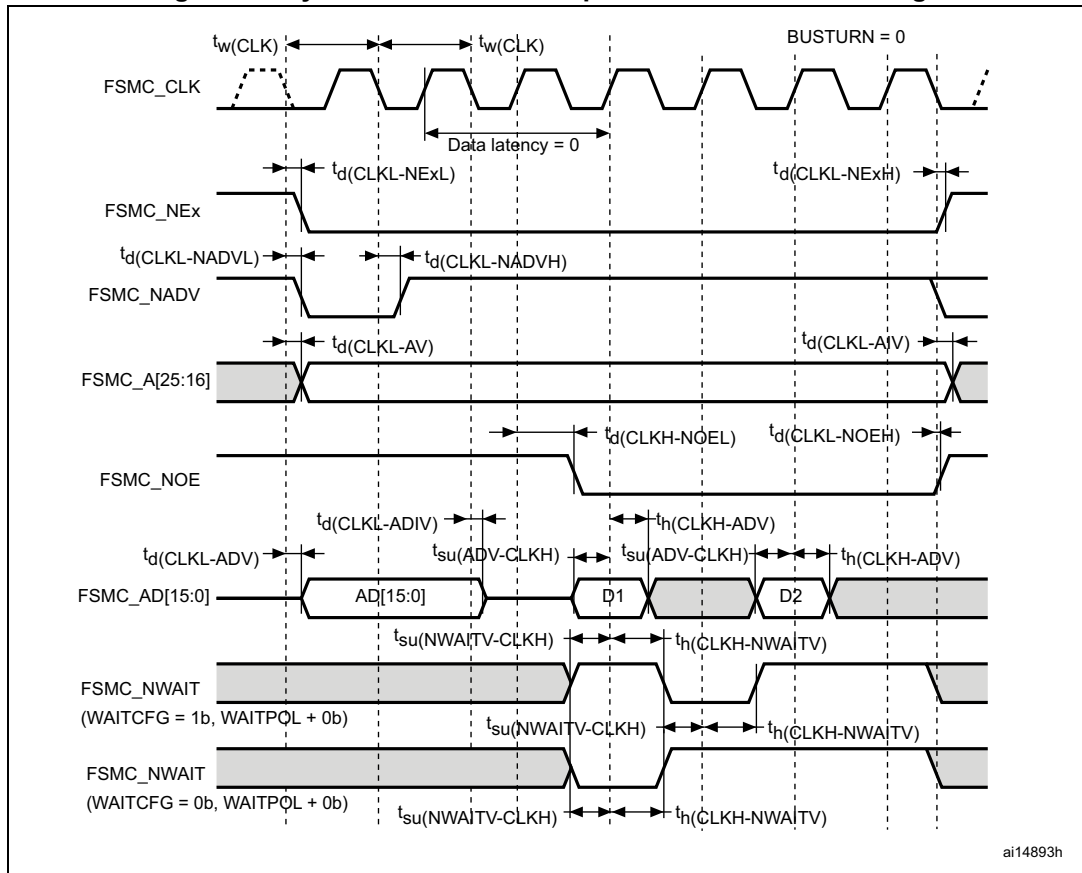 tw(CLK) tw(CLK) BUSTURN = 0
FSMC_CLK
Data latency = 0
td(CLKL-NExL) td(CLKL-NExH)
FSMC_NEx
td(CLKL-NADVL) td(CLKL-NADVH)
FSMC_NADV
td(CLKL-AV) td(CLKL-AIV)
FSMC_A[25:16]
td(CLKH-NOEL) td(CLKL-NOEH)
FSMC_NOE
td(CLKL-ADIV) th(CLKH-ADV)
td(CLKL-ADV) tsu(ADV-CLKH) tsu(ADV-CLKH) th(CLKH-ADV)
FSMC_AD[15:0] AD[15:0] D1 D2
tsu(NWAITV-CLKH) th(CLKH-NWAITV)
FSMC_NWAIT
(WAITCFG = 1b, WAITPOL + 0b)
tsu(NWAITV-CLKH) th(CLKH-NWAITV)
FSMC_NWAIT
(WAITCFG = 0b, WAITPOL + 0b)
tsu(NWAITV-CLKH) th(CLKH-NWAITV)
ai14893h